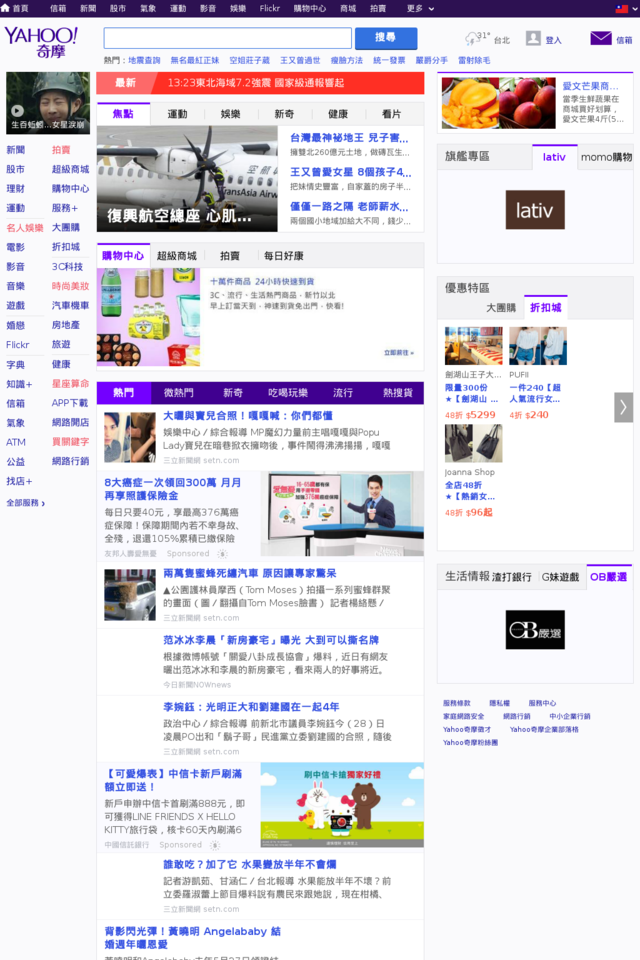 首頁 信箱 新聞 股市 氣象 運動 影音 娛樂 Flickr 購物中心 商城 拍賣 更多
YAHOO!
奇摩
搜尋
31° 台北
登入
信箱
熱門：地震查詢 無名最紅正妹 空姐莊子葳 王又曾過世 瘦臉方法 統一發票 嚴爵分手 雷射除毛
最新 13:23東北海域7.2強震 國家級通報響起
生吞蚯蚓...女星淚崩
新聞 拍賣
股市 超級商城
理財 購物中心
運動 服務+
名人娛樂 大團購
電影 折扣城
影音 3C科技
音樂 時尚美妝
遊戲 汽車機車
婚戀 房地產
Flickr 旅遊
字典 健康
知識+ 星座算命
信箱 APP下載
氣象 網路開店
ATM 買關鍵字
公益 網路行銷
找店+
全部服務 ›
焦點 運動 娛樂 新奇 健康 看片
TransAsia Airw
復興航空總座 心肌...
台灣最神祕地王 兒子害...
擁雙北260億元土地，做磚瓦生...
王又曾愛女星 8個孩子4...
把妹情史豐富，自家蓋的房子半...
僅僅一路之隔 老師薪水...
兩個國小地域加給大不同，錢少...
購物中心 超級商城 拍賣 每日好康
十萬件商品 24小時快速到貨
3C、流行、生活熱門商品 - 新竹以北
早上訂當天到 - 神速到貨免出門 - 快看!
立即前往 »
熱門 微熱門 新奇 吃喝玩樂 流行 熱搜貨
大曬與寶兒合照！嘎嘎喊：你們都懂
娛樂中心／綜合報導 MP魔幻力量前主唱嘎嘎與Popu
Lady寶兒在暗巷掀衣擁吻後，事件鬧得沸沸揚揚，嘎嘎
三立新聞網 setn.com
8大癌症一次領回300萬 月月
再享照護保險金
每日只要40元，享最高376萬癌
症保障！保障期間內若不幸身故、
全殘，退還105%累積已繳保險
友邦人壽愛無憂 Sponsored
兩萬隻蜜蜂死纏汽車 原因讓專家驚呆
▲公園護林員摩西（Tom Moses）拍攝一系列蜜蜂群聚
的畫面（圖／翻攝自Tom Moses臉書） 記者楊絡懸／
三立新聞網 setn.com
范冰冰李晨「新房豪宅」曝光 大到可以撕名牌
根據微博帳號「關愛八卦成長協會」爆料，近日有網友
曬出范冰冰和李晨的新房豪宅，看來兩人的好事將近。
今日新聞NOWnews
李婉鈺：光明正大和劉建國在一起4年
政治中心／綜合報導 前新北市議員李婉鈺今（28）日
凌晨PO出和「鬍子哥」民進黨立委劉建國的合照，隨後
三立新聞網 setn.com
【可愛爆表】中信卡新戶刷滿
額立即送！
新戶申辦中信卡首刷滿888元，即
可獲得LINE FRIENDS X HELLO
KITTY旅行袋，核卡60天內刷滿6
中國信託銀行 Sponsored
刷中信卡 搶獨家好禮
誰敢吃？加了它 水果變放半年不會爛
記者游凱茹、甘涵仁／台北報導 水果能放半年不壞？前
立委羅淑蕾上節目爆料說有農民來跟她說，現在柑橘、
三立新聞網 setn.com
背影閃光彈！黃曉明 Angelababy 結
婚週年曬恩愛
愛文芒果商...
當季生鮮蔬果在
商城買好划算，
愛文芒果4斤(5...
旗艦專區 lativ momo購物
lativ
優惠特區
大團購 折扣城
劍湖山王子大...
限量300份
★【劍湖山 ...
48折 $5299
PUFII
一件240【超
人氣流行女...
4折 $240
Joanna Shop
全店48折
★【熱銷女...
48折 $96起
生活情報 渣打銀行 G妹遊戲 OB嚴選
OB嚴選
服務條款 隱私權 服務中心
家庭網路安全 網路行銷 中小企業行銷
Yahoo奇摩徵才 Yahoo奇摩企業部落格
Yahoo奇摩粉絲團